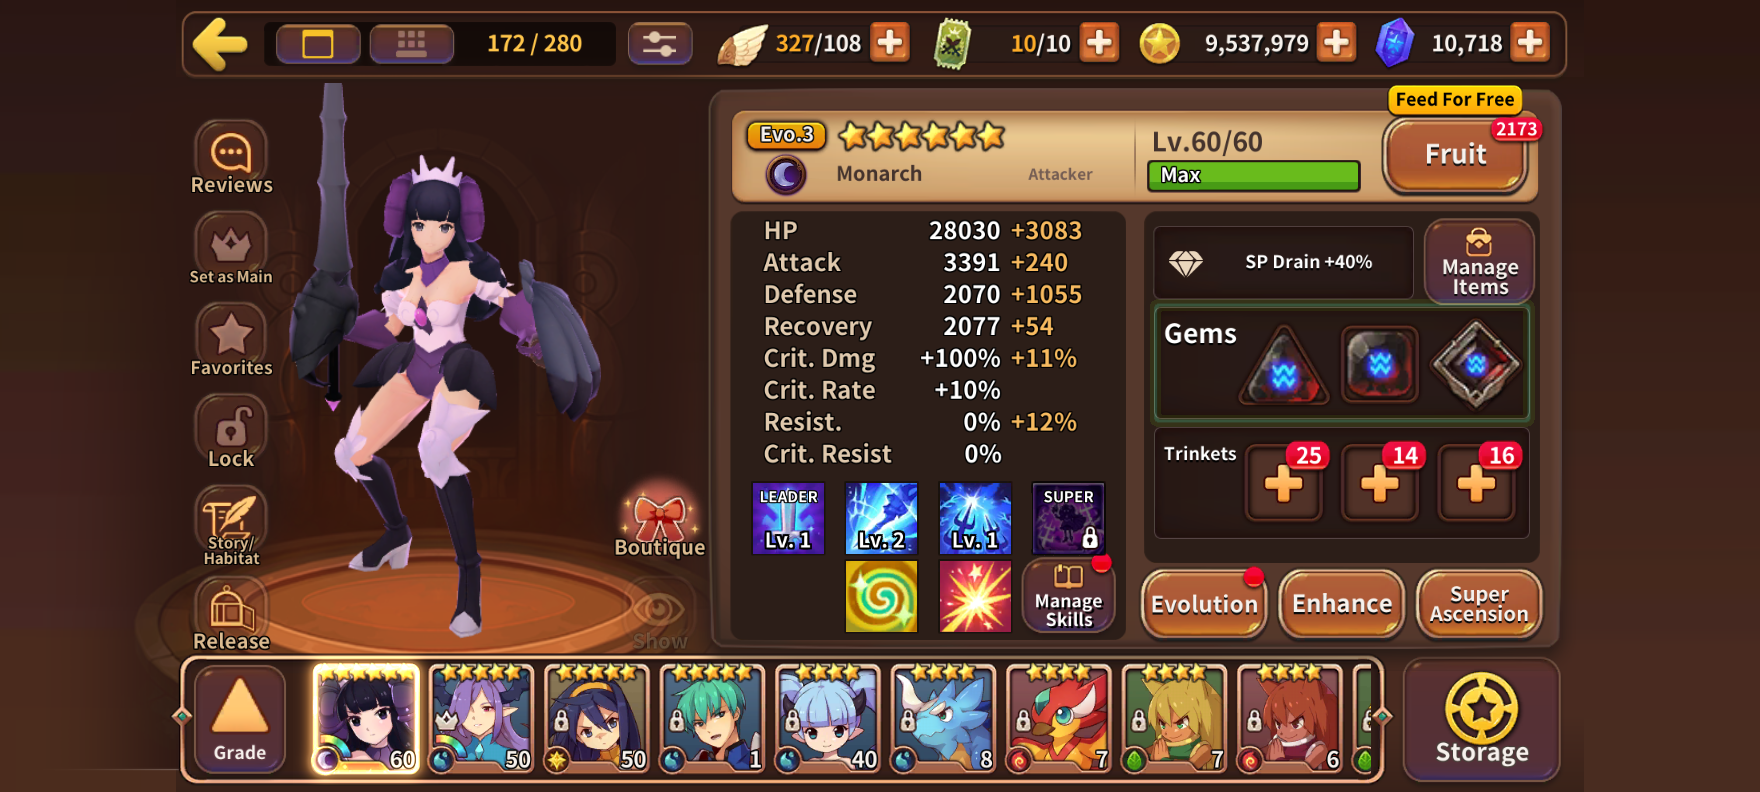 172 / 280
327/108
10/10
9,537,979
10,718
Feed For Free
Evo.3
Monarch
Attacker
Lv.60/60
Max
Fruit
2173
Reviews
Set as Main
Favorites
Lock
Story/
Habitat
Release
Boutique
Show
HP 28030 +3083
Attack 3391 +240
Defense 2070 +1055
Recovery 2077 +54
Crit. Dmg +100% +11%
Crit. Rate +10%
Resist. 0% +12%
Crit. Resist 0%
LEADER
Lv. 1
Lv. 2
Lv. 1
SUPER
Manage
Skills
SP Drain +40%
Manage
Items
Gems
Trinkets
25
14
16
Evolution
Enhance
Super
Ascension
Grade
60
50
50
1
40
8
7
7
6
Storage